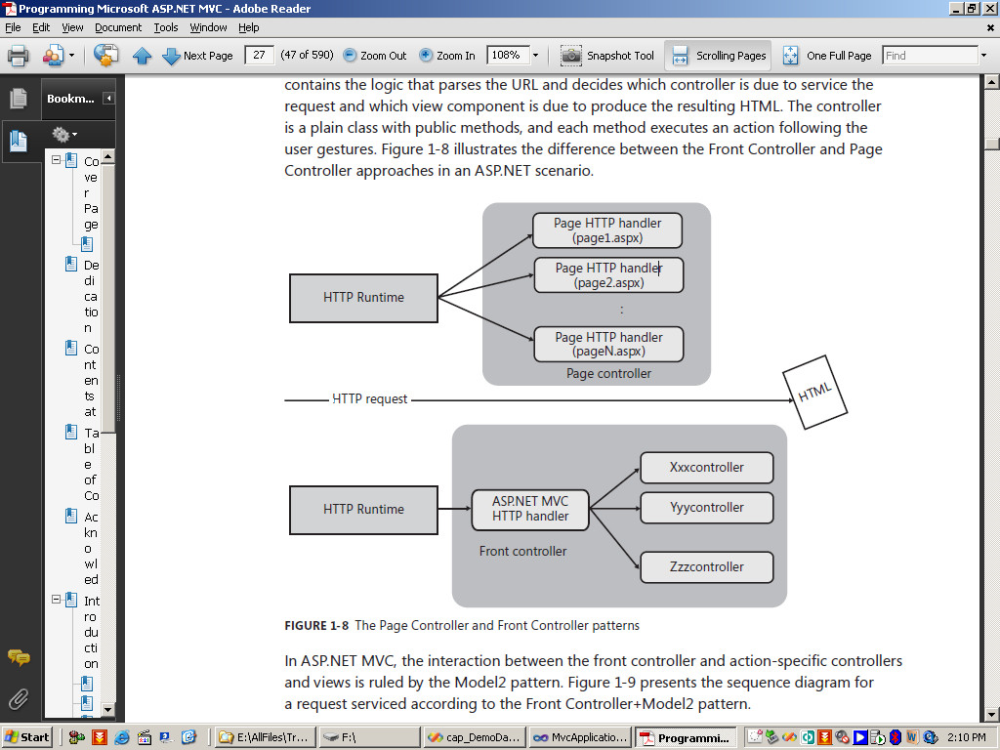 Programming Microsoft ASP.NET MVC - Adobe Reader
File Edit View Document Tools Window Help
Next Page 27 (47 of 590) Zoom Out Zoom In 108% Snapshot Tool Scrolling Pages One Full Page Find
Bookm...
Co
ve
r
Pa
ge
De
di
ca
tio
n
Co
nt
en
ts
at
Ta
bl
e
of
Co
Ac
kn
o
wl
ed
Int
ro
du
cti
on
contains the logic that parses the URL and decides which controller is due to service the
request and which view component is due to produce the resulting HTML. The controller
is a plain class with public methods, and each method executes an action following the
user gestures. Figure 1-8 illustrates the difference between the Front Controller and Page
Controller approaches in an ASP.NET scenario.
HTTP Runtime
Page HTTP handler
(page1.aspx)
Page HTTP handler
(page2.aspx)
:
Page HTTP handler
(pageN.aspx)
Page controller
HTTP request
HTML
HTTP Runtime
ASP.NET MVC
HTTP handler
Front controller
Xxxcontroller
Yyycontroller
Zzzcontroller
FIGURE 1-8 The Page Controller and Front Controller patterns
In ASP.NET MVC, the interaction between the front controller and action-specific controllers
and views is ruled by the Model2 pattern. Figure 1-9 presents the sequence diagram for
a request serviced according to the Front Controller+Model2 pattern.
Start E:\AllFiles\Tr... F:\ cap_DemoDa... MvcApplicatio... Programmi... 2:10 PM